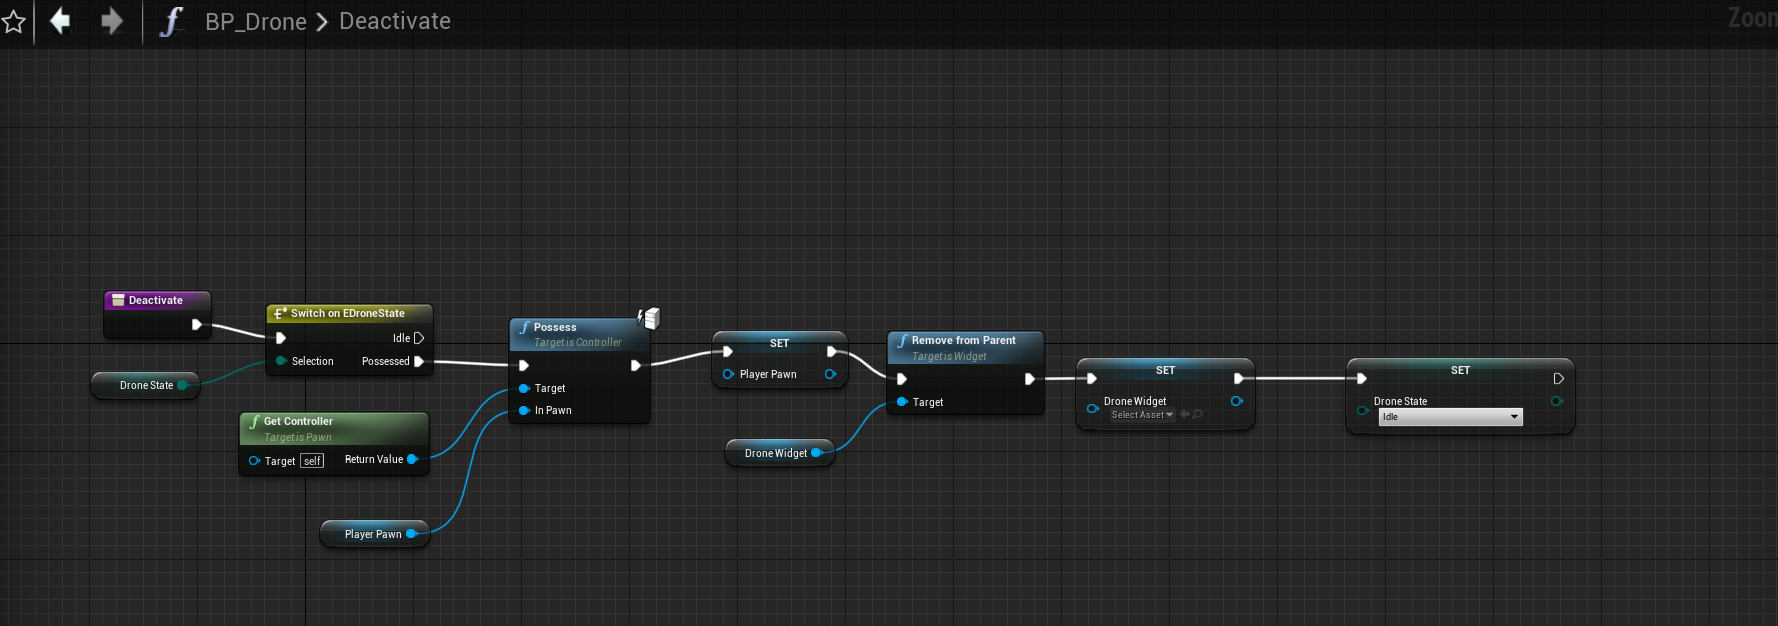 BP_Drone > Deactivate
Zoom
Deactivate
Switch on EDroneState
Idle
Selection
Possessed
Drone State
Get Controller
Target is Pawn
Target self
Return Value
Player Pawn
Possess
Target is Controller
Target
In Pawn
SET
Player Pawn
Remove from Parent
Target is Widget
Target
Drone Widget
SET
Drone Widget
Select Asset
SET
Drone State
Idle